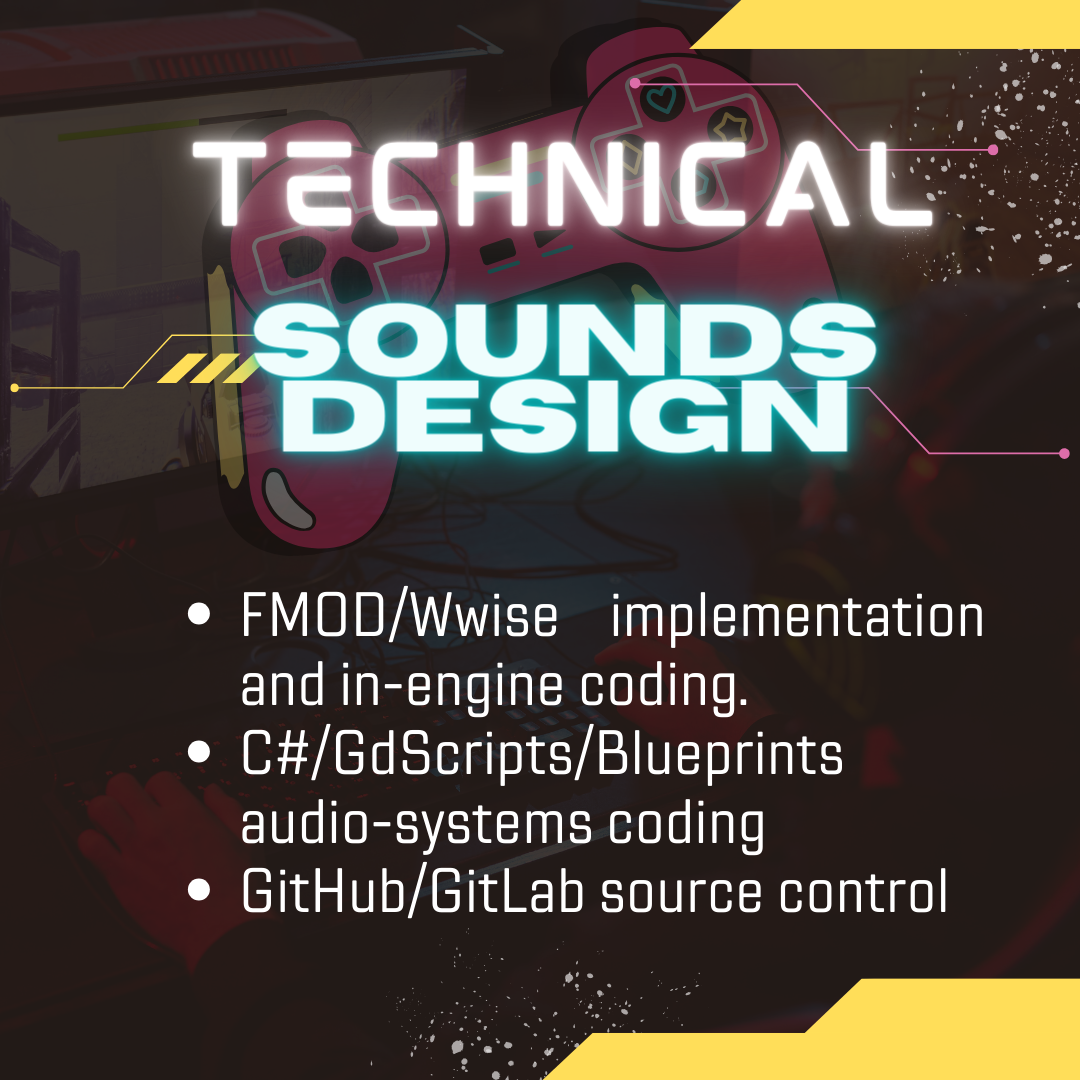 TECHNICAL
SOUNDS
DESIGN
• FMOD/Wwise implementation
and in-engine coding.
• C#/GdScripts/Blueprints
audio-systems coding
• GitHub/GitLab source control